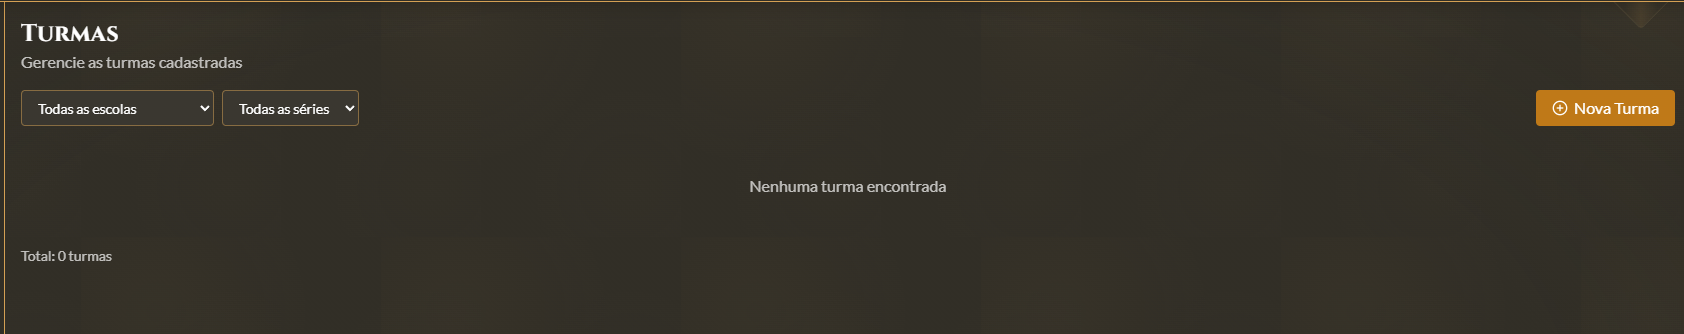 Turmas
Gerencie as turmas cadastradas
Todas as escolas
Todas as séries
Nova Turma
Nenhuma turma encontrada
Total: 0 turmas